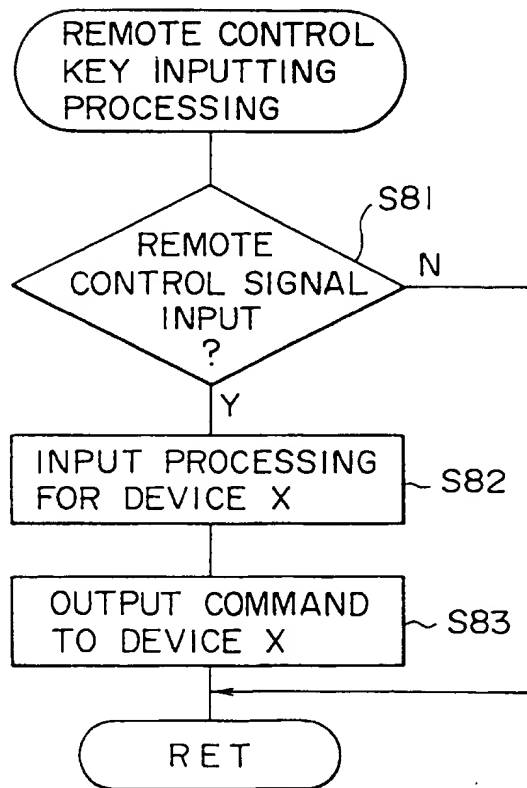 REMOTE CONTROL
KEY INPUTTING
PROCESSING
S81
REMOTE
CONTROL SIGNAL
INPUT
?
N
Y
INPUT PROCESSING
FOR DEVICE X
S82
OUTPUT COMMAND
TO DEVICE X
S83
RET